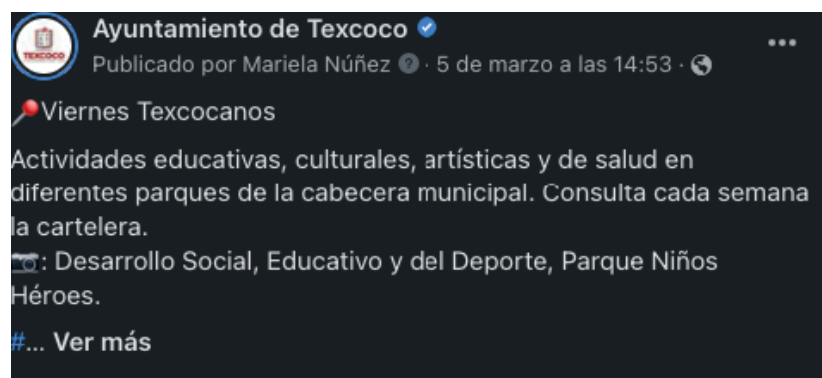 TEXCOCO
Ayuntamiento de Texcoco
Publicado por Mariela Núñez · 5 de marzo a las 14:53 ·
📍Viernes Texcocanos
Actividades educativas, culturales, artísticas y de salud en
diferentes parques de la cabecera municipal. Consulta cada semana
la cartelera.
📷: Desarrollo Social, Educativo y del Deporte, Parque Niños
Héroes.
#... Ver más